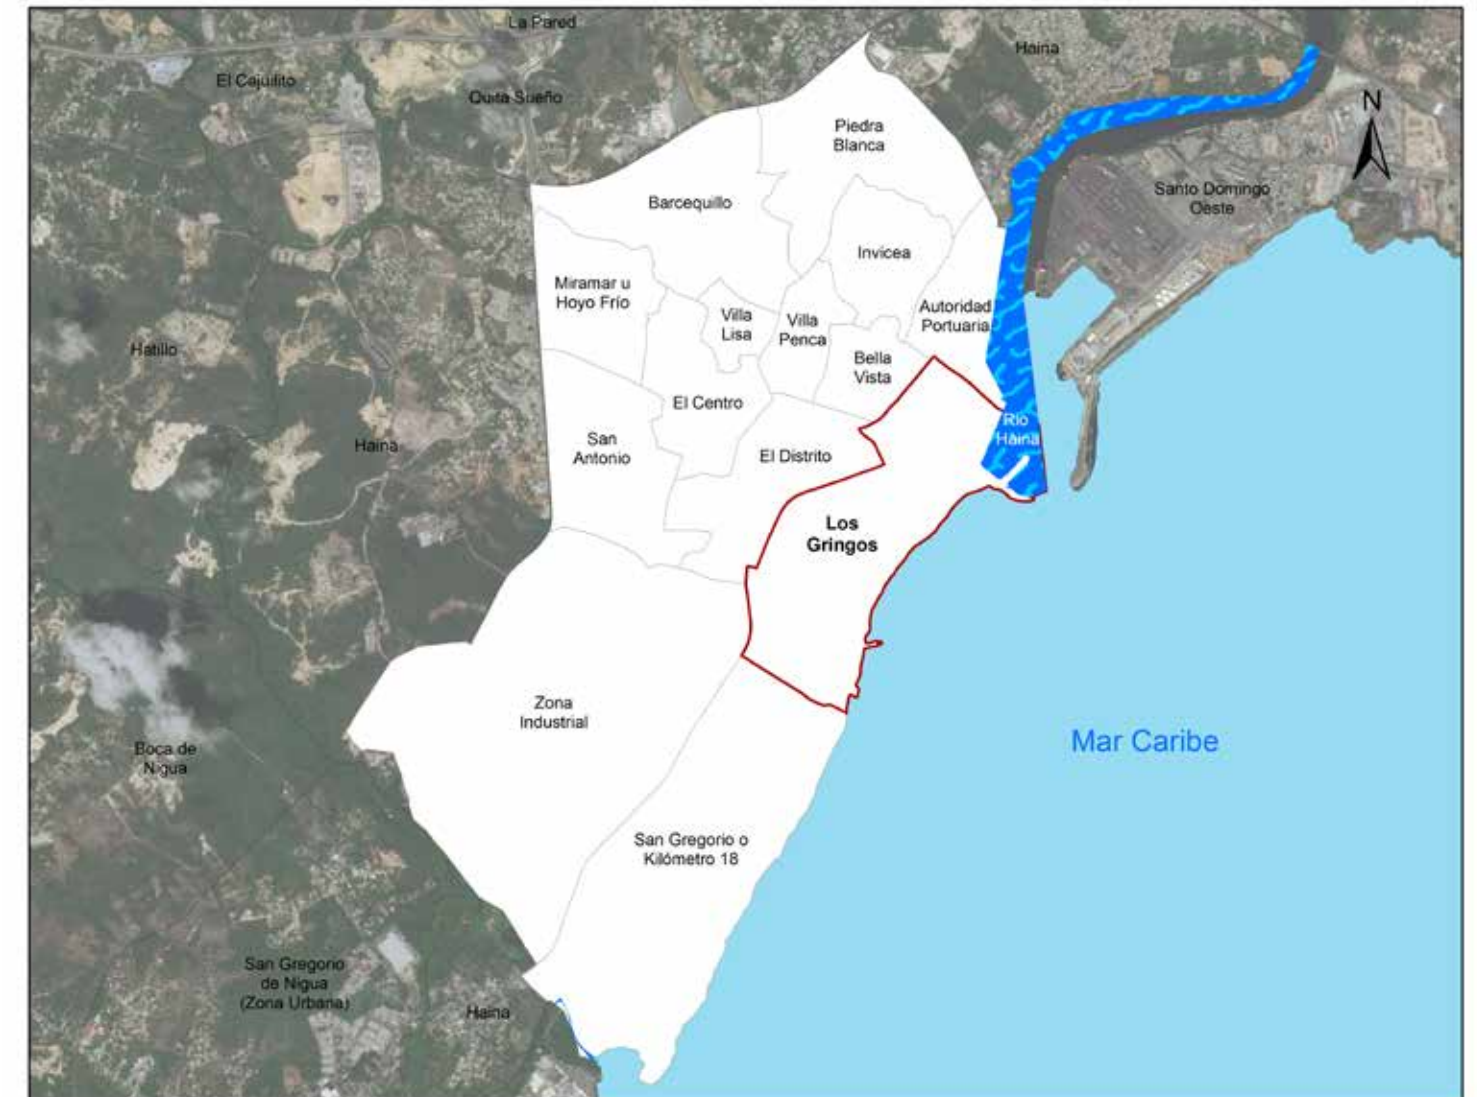 La Pared
Haina
El Cajuilito
Quita Sueño
N
Piedra
Blanca
Santo Domingo
Oeste
Barcequillo
Invicea
Miramar u
Hoyo Frío
Autoridad
Portuaria
Villa
Lisa
Villa
Penca
Hatillo
Bella
Vista
El Centro
Río
Haina
San
Antonio
Haina
El Distrito
Los
Gringos
Zona
Industrial
Mar Caribe
Boca de
Nigua
San Gregorio o
Kilómetro 18
San Gregorio
de Nigua
(Zona Urbana)
Haina